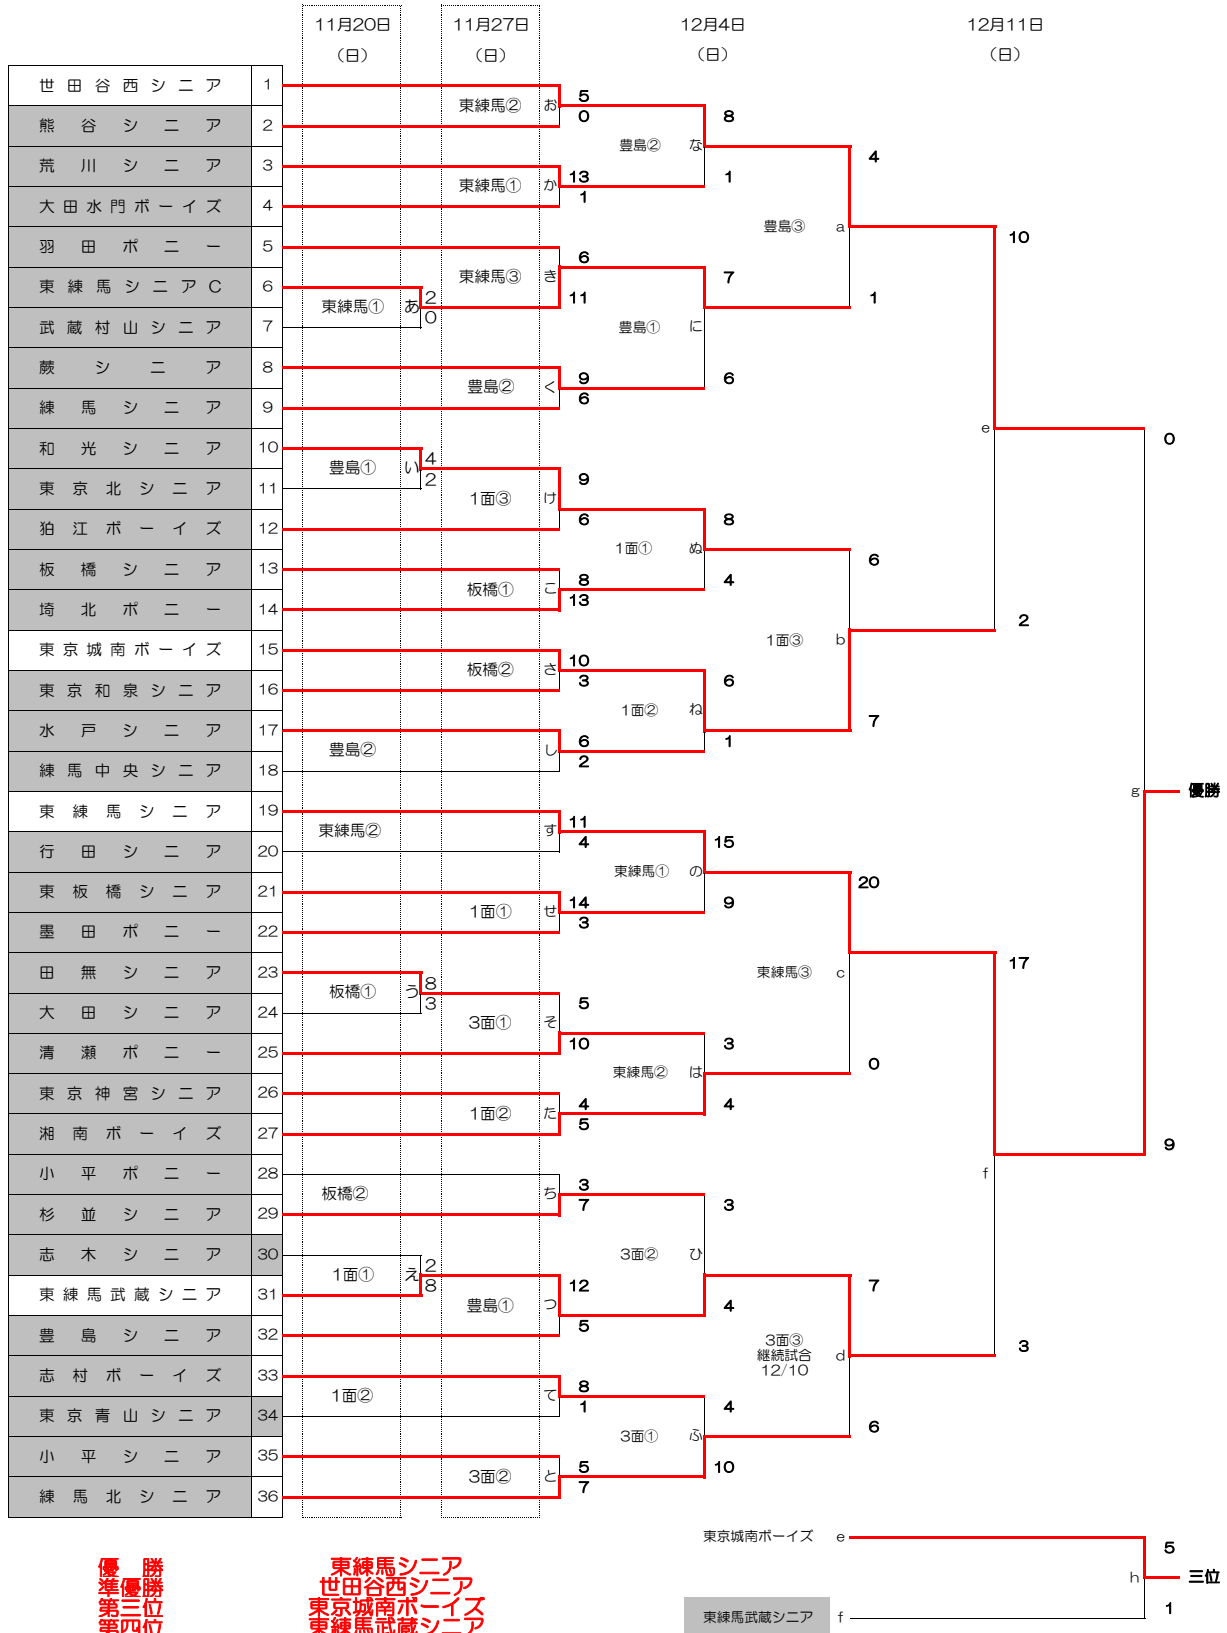 11月20日 11月27日 12月4日 12月11日
（日） （日） （日） （日）
世田谷西シニア 1
東練馬② お 5
0
熊谷シニア 2
豊島② な 8
1
荒川シニア 3
東練馬① か 13
1
大田水門ボーイズ 4
豊島③ a 4
1
羽田ポニー 5
東練馬③ き 6
11
東練馬シニアC 6
東練馬① あ 2
0
武蔵村山シニア 7
豊島① に 7
6
蕨シニア 8
豊島② く 9
6
練馬シニア 9
e 10
2
和光シニア 10
豊島① い 4
2
東京北シニア 11
1面③ け 9
6
狛江ボーイズ 12
1面① ぬ 8
4
板橋シニア 13
板橋① こ 8
13
埼北ポニー 14
1面③ b 6
7
東京城南ボーイズ 15
板橋② さ 10
3
東京和泉シニア 16
1面② ね 6
1
水戸シニア 17
豊島② し 6
2
練馬中央シニア 18
g 0
9
優勝
東練馬シニア 19
東練馬② す 11
4
行田シニア 20
東練馬① の 15
9
東板橋シニア 21
1面① せ 14
3
墨田ポニー 22
東練馬③ c 20
0
田無シニア 23
板橋① う 8
3
大田シニア 24
3面① そ 5
10
清瀬ポニー 25
東練馬② は 3
4
東京神宮シニア 26
1面② た 4
5
湘南ボーイズ 27
f 17
3
小平ポニー 28
板橋② ち 3
7
杉並シニア 29
3面② ひ 3
4
志木シニア 30
1面① え 2
8
東練馬武蔵シニア 31
豊島① つ 12
5
豊島シニア 32
3面③
継続試合 d
12/10
7
6
志村ボーイズ 33
1面② て 8
1
東京青山シニア 34
3面① ふ 4
10
小平シニア 35
3面② と 5
7
練馬北シニア 36
東京城南ボーイズ e
5
h 三位
東練馬武蔵シニア f
1
優勝 東練馬シニア
準優勝 世田谷西シニア
第三位 東京城南ボーイズ
第四位 東練馬武蔵シニア